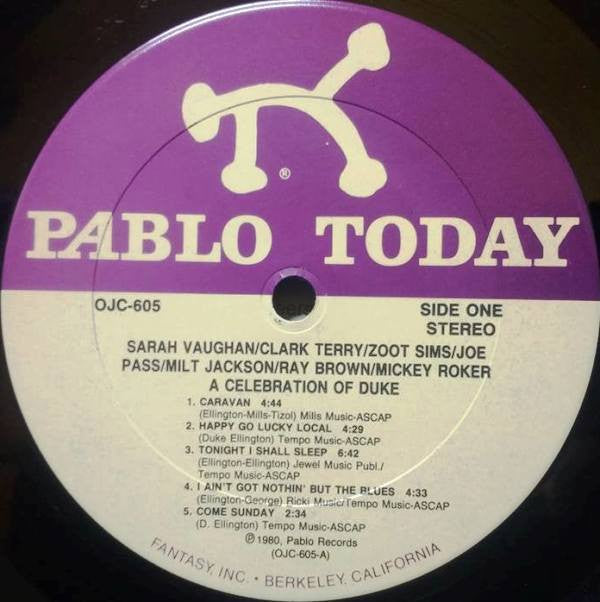 ®
PABLO TODAY
OJC-605
SIDE ONE
STEREO
SARAH VAUGHAN/CLARK TERRY/ZOOT SIMS/JOE
PASS/MILT JACKSON/RAY BROWN/MICKEY ROKER
A CELEBRATION OF DUKE
1. CARAVAN 4:44
(Ellington-Mills-Tizol) Mills Music-ASCAP
2. HAPPY GO LUCKY LOCAL 4:29
(Duke Ellington) Tempo Music-ASCAP
3. TONIGHT I SHALL SLEEP 6:42
(Ellington-Ellington) Jewel Music Publ./
Tempo Music-ASCAP
4. I AIN'T GOT NOTHIN' BUT THE BLUES 4:33
(Ellington-George) Ricki Music/Tempo Music-ASCAP
5. COME SUNDAY 2:34
(D. Ellington) Tempo Music-ASCAP
℗ 1980, Pablo Records
(OJC-605-A)
FANTASY, INC. • BERKELEY, CALIFORNIA